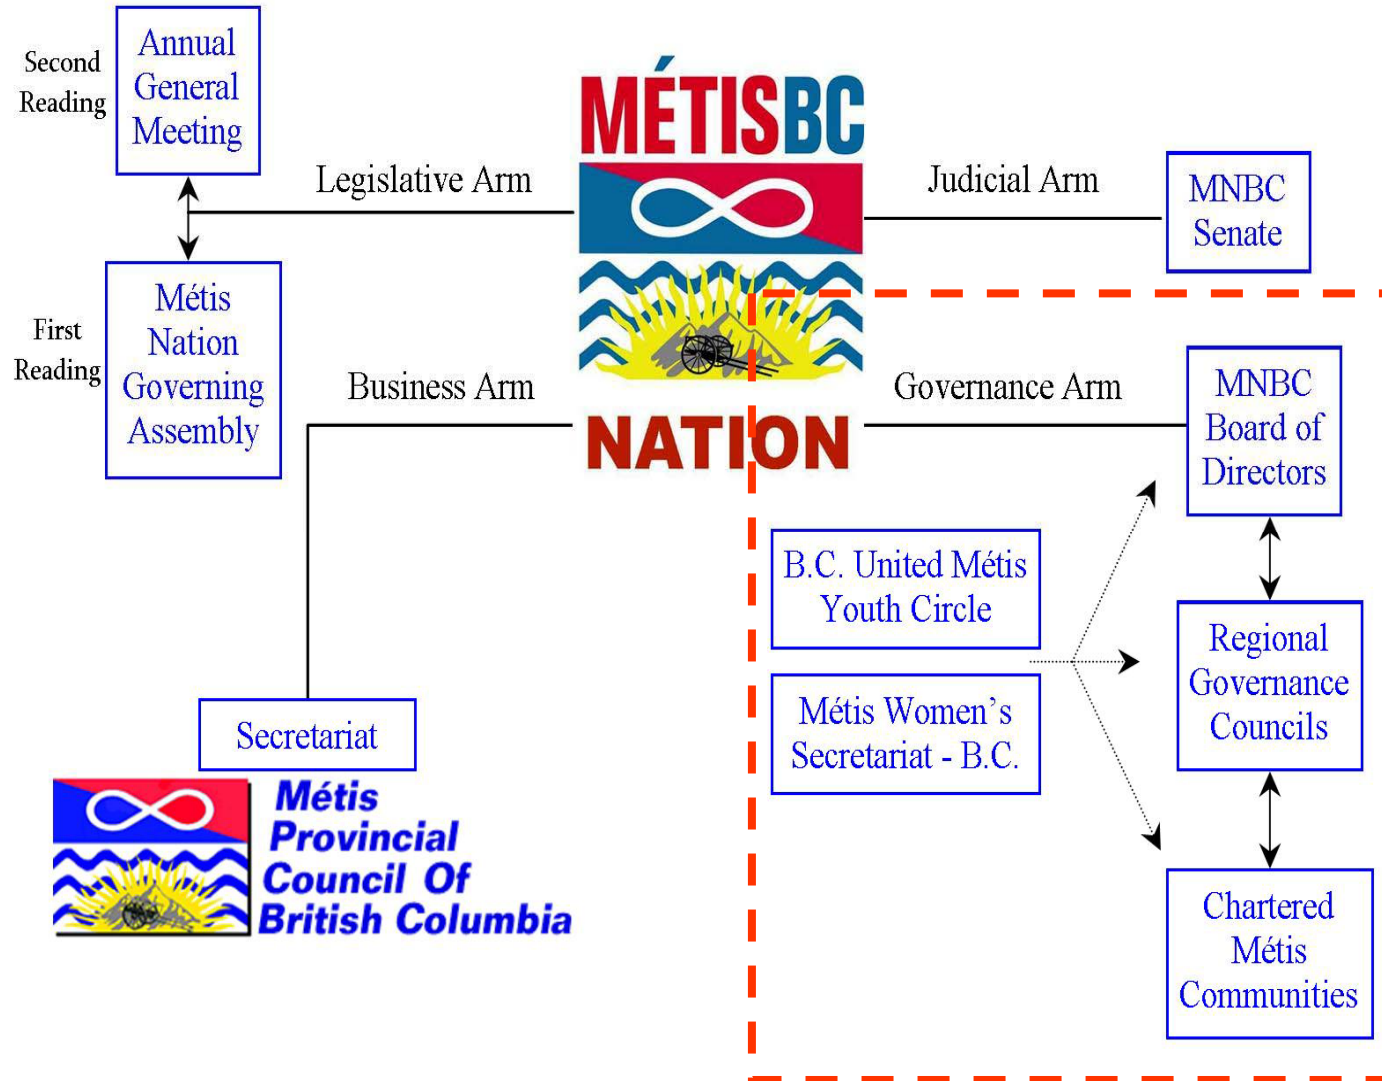 Second
Reading
Annual
General
Meeting
Legislative Arm
MÉTISBC
Judicial Arm
MNBC
Senate
First
Reading
Métis
Nation
Governing
Assembly
Business Arm
NATION
Governance Arm
MNBC
Board of
Directors
B.C. United Métis
Youth Circle
Métis Women’s
Secretariat - B.C.
Regional
Governance
Councils
Chartered
Métis
Communities
Secretariat
Métis
Provincial
Council Of
British Columbia